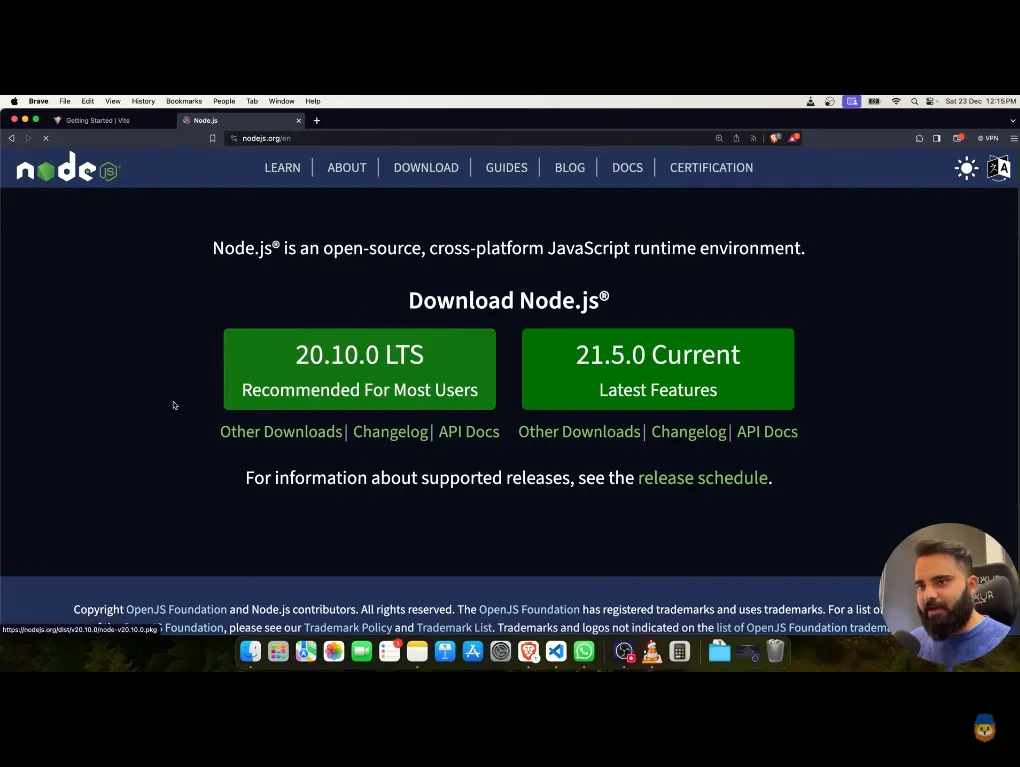 Brave File Edit View History Bookmarks People Tab Window Help Sat 23 Dec 12:15PM
Getting Started | Vite Node.js
nodejs.org/en VPN
node JS
LEARN ABOUT DOWNLOAD GUIDES BLOG DOCS CERTIFICATION
Node.js® is an open-source, cross-platform JavaScript runtime environment.
Download Node.js®
20.10.0 LTS
Recommended For Most Users
21.5.0 Current
Latest Features
Other Downloads | Changelog | API Docs Other Downloads | Changelog | API Docs
For information about supported releases, see the release schedule.
Copyright OpenJS Foundation and Node.js contributors. All rights reserved. The OpenJS Foundation has registered trademarks and uses trademarks. For a list of
Foundation, please see our Trademark Policy and Trademark List. Trademarks and logos not indicated on the list of OpenJS Foundation
https://nodejs.org/dist/v20.10.0/node-v20.10.0.pkg